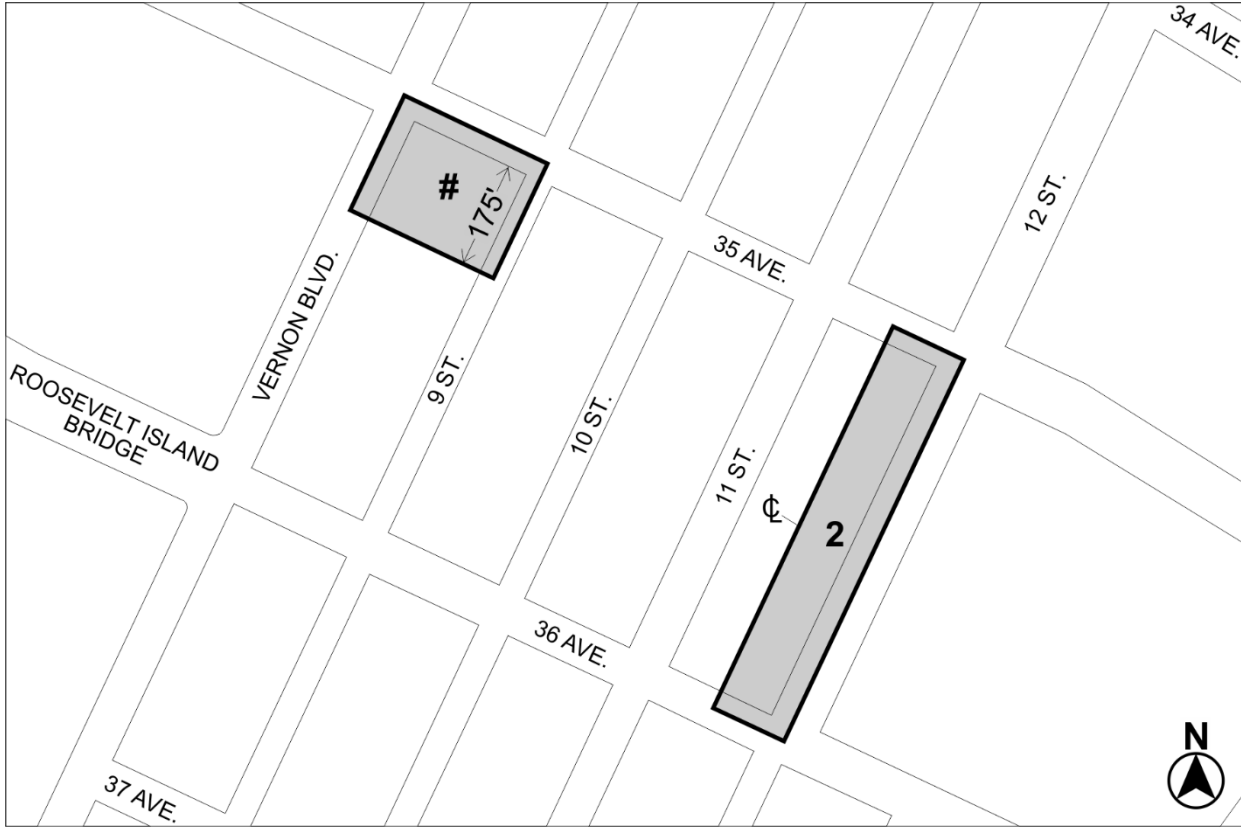 34 AVE.
#
175'
12 ST.
35 AVE.
VERNON BLVD.
9 ST.
ROOSEVELT ISLAND
BRIDGE
10 ST.
11 ST.
℄
2
36 AVE.
N
37 AVE.